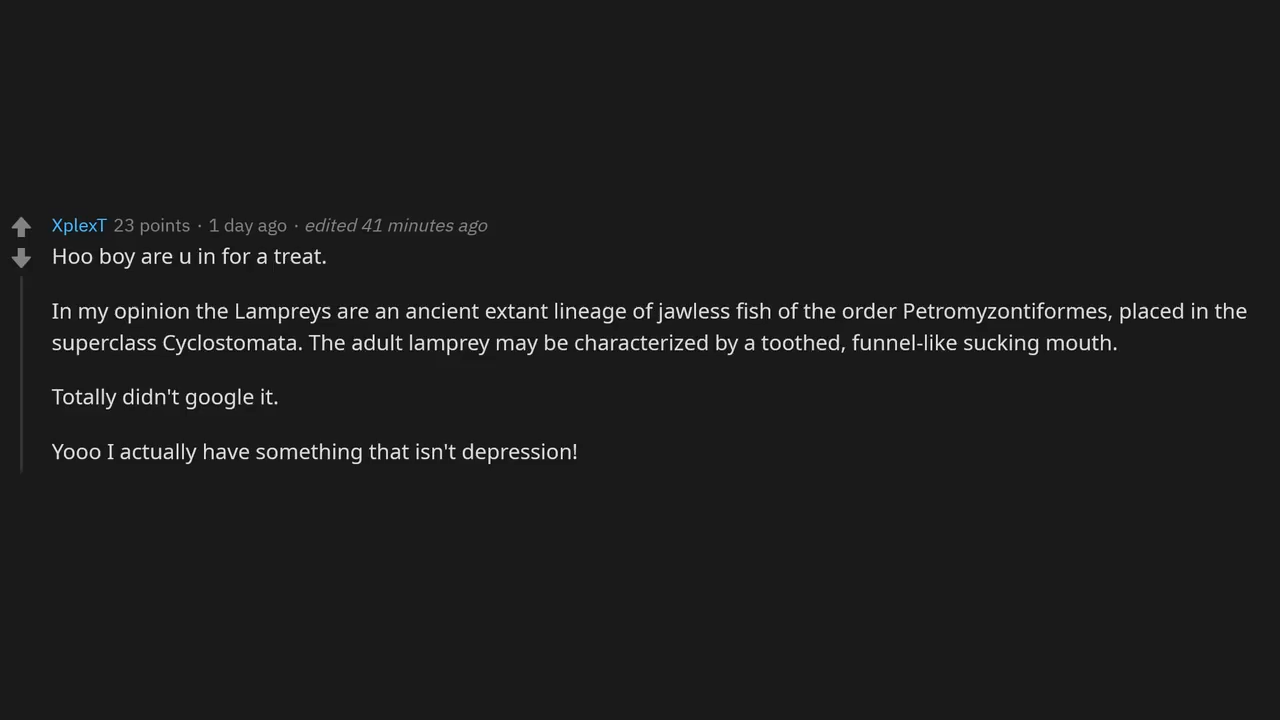 XplexT 23 points · 1 day ago · edited 41 minutes ago
Hoo boy are u in for a treat.
In my opinion the Lampreys are an ancient extant lineage of jawless fish of the order Petromyzontiformes, placed in the
superclass Cyclostomata. The adult lamprey may be characterized by a toothed, funnel-like sucking mouth.
Totally didn't google it.
Yooo I actually have something that isn't depression!